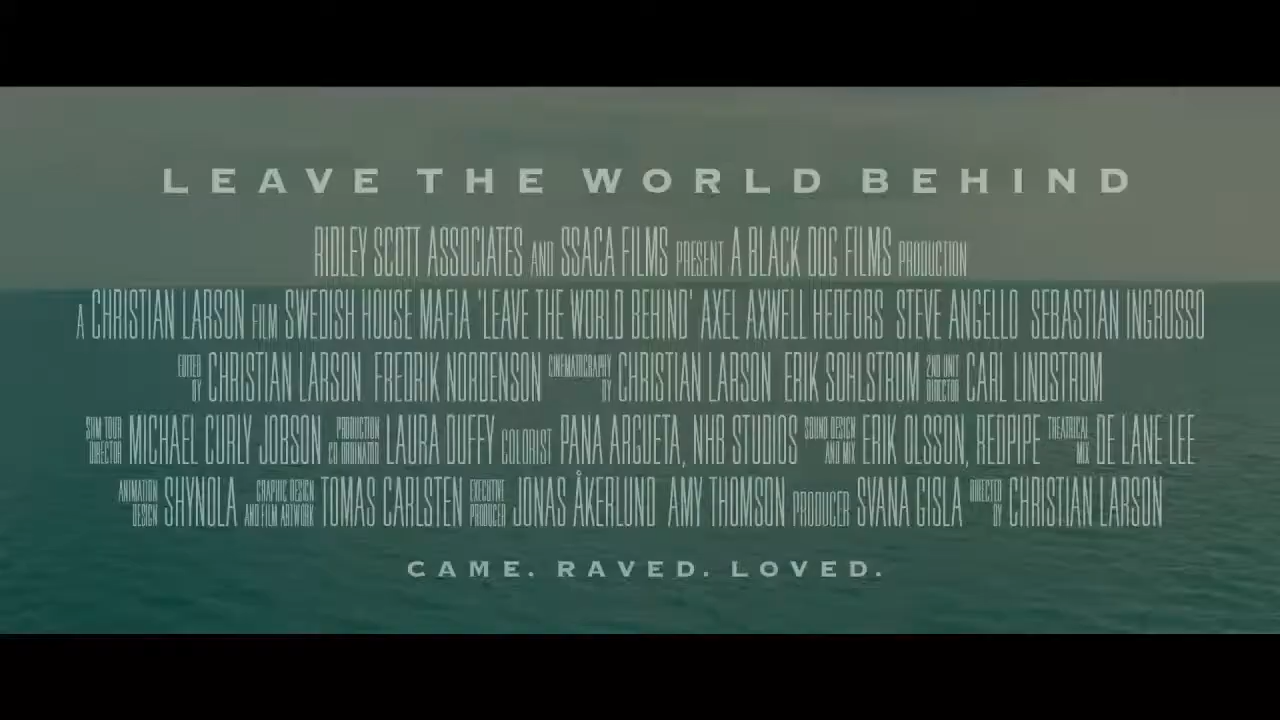 LEAVE THE WORLD BEHIND
RIDLEY SCOTT ASSOCIATES AND SSACA FILMS PRESENT A BLACK DOG FILMS PRODUCTION
A CHRISTIAN LARSON FILM SWEDISH HOUSE MAFIA 'LEAVE THE WORLD BEHIND' AXEL AXWELL HEDFORS STEVE ANGELLO SEBASTIAN INGROSSO
EDITED BY CHRISTIAN LARSON FREDRIK NORDENSON CINEMATOGRAPHY BY CHRISTIAN LARSON ERIK SOHLSTROM 2ND UNIT DIRECTOR CARL LINDSTROM
SHM TOUR DIRECTOR MICHAEL CURLY JOBSON PRODUCTION CO ORDINATOR LAURA DUFFY COLORIST PANA ARGUETA, NHB STUDIOS SOUND DESIGN AND MIX ERIK OLSSON, REDPIPE THEATRICAL MIX DE LANE LEE
ANIMATION DESIGN SHYNOLA GRAPHIC DESIGN AND FILM ARTWORK TOMAS CARLSTEN EXECUTIVE PRODUCER JONAS ÅKERLUND AMY THOMSON PRODUCER SVANA GISLA DIRECTED BY CHRISTIAN LARSON
CAME. RAVED. LOVED.